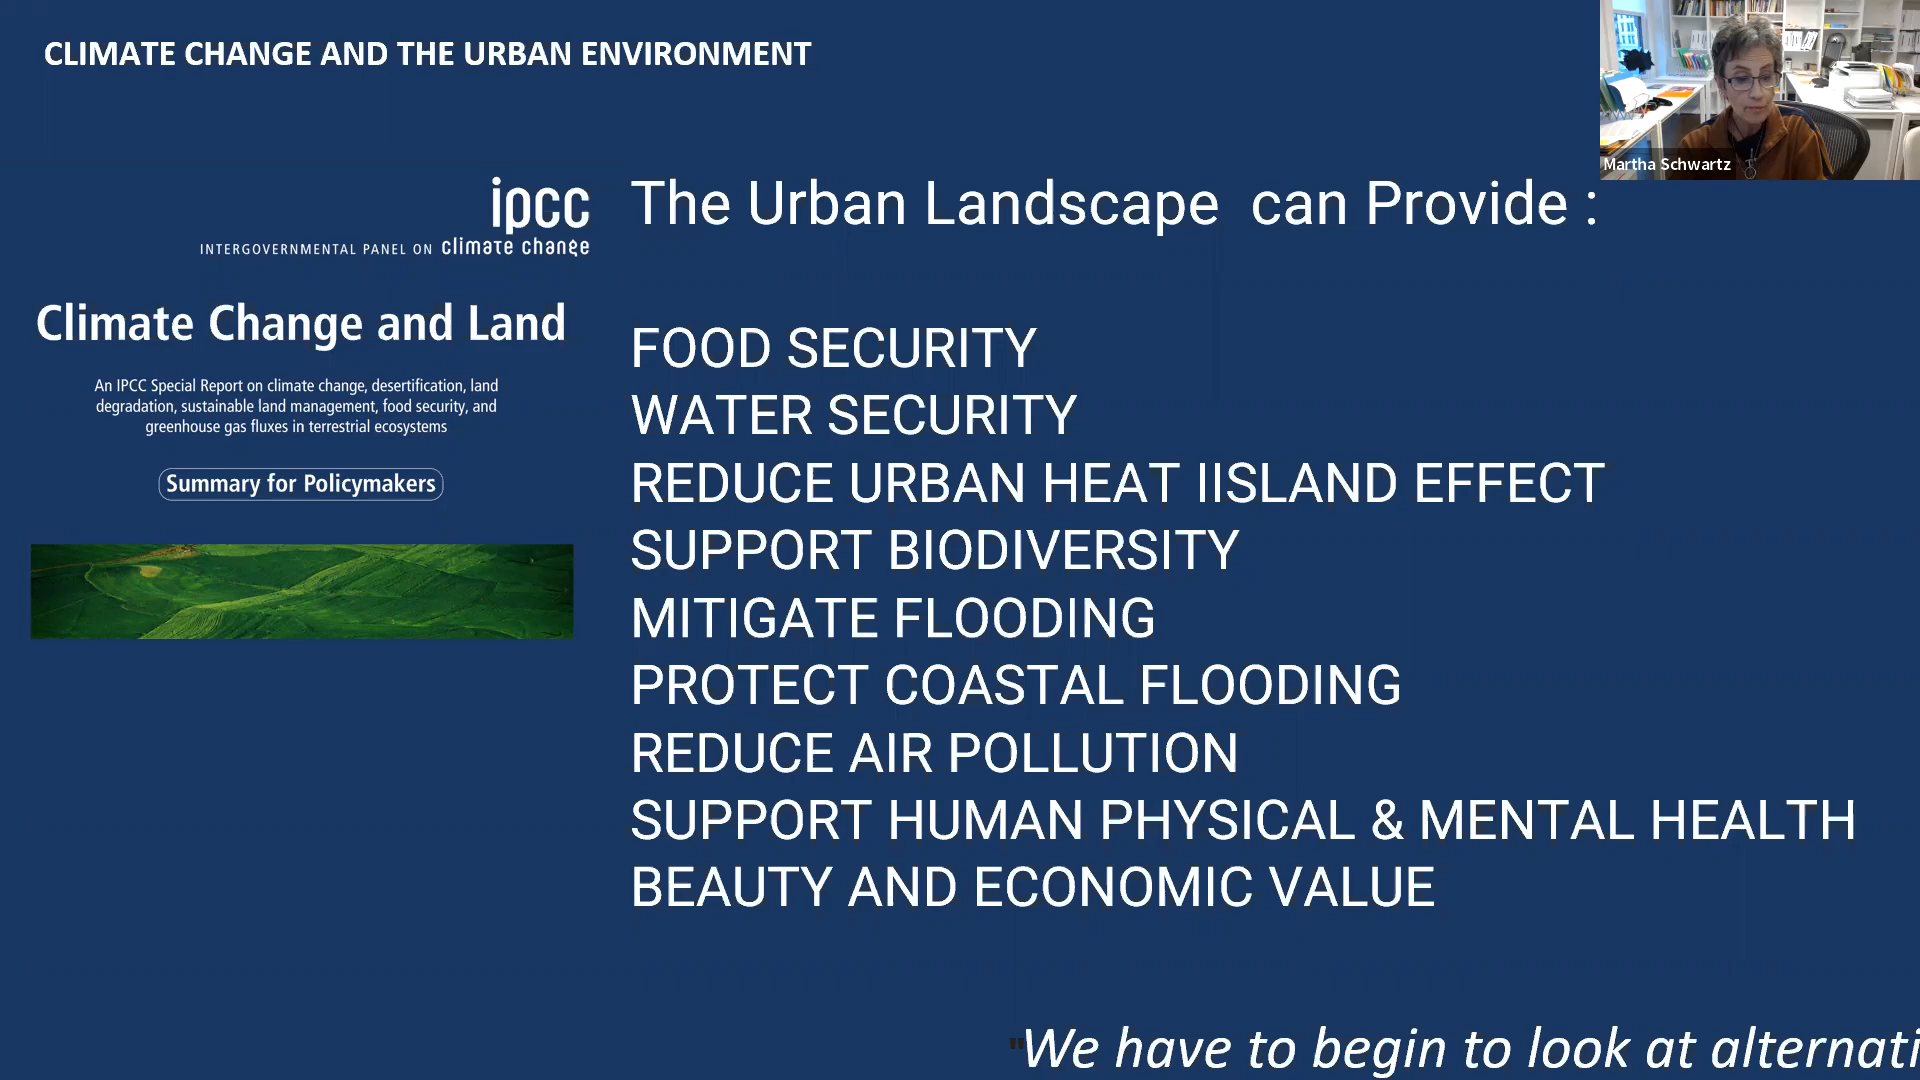 CLIMATE CHANGE AND THE URBAN ENVIRONMENT
Martha Schwartz
ipcc
INTERGOVERNMENTAL PANEL ON climate change
Climate Change and Land
An IPCC Special Report on climate change, desertification, land
degradation, sustainable land management, food security, and
greenhouse gas fluxes in terrestrial ecosystems
Summary for Policymakers
The Urban Landscape can Provide :
FOOD SECURITY
WATER SECURITY
REDUCE URBAN HEAT IISLAND EFFECT
SUPPORT BIODIVERSITY
MITIGATE FLOODING
PROTECT COASTAL FLOODING
REDUCE AIR POLLUTION
SUPPORT HUMAN PHYSICAL & MENTAL HEALTH
BEAUTY AND ECONOMIC VALUE
"We have to begin to look at alternati